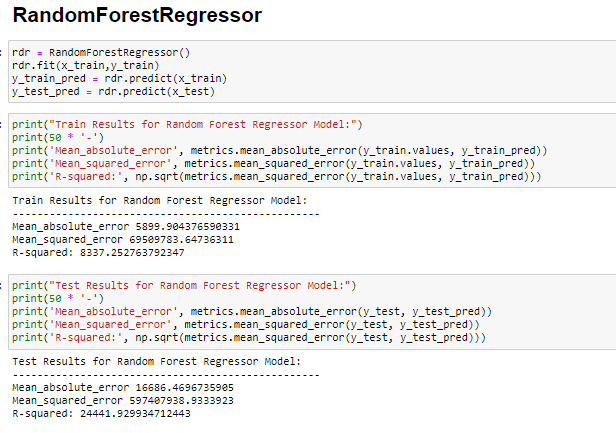 RandomForestRegressor
rdr = RandomForestRegressor()
rdr.fit(x_train,y_train)
y_train_pred = rdr.predict(x_train)
y_test_pred = rdr.predict(x_test)
print("Train Results for Random Forest Regressor Model:")
print(50 * '-')
print('Mean_absolute_error', metrics.mean_absolute_error(y_train.values, y_train_pred))
print('Mean_squared_error', metrics.mean_squared_error(y_train.values, y_train_pred))
print('R-squared:', np.sqrt(metrics.mean_squared_error(y_train.values, y_train_pred)))
Train Results for Random Forest Regressor Model:
--------------------------------------------------
Mean_absolute_error 5899.904376590331
Mean_squared_error 69509783.64736311
R-squared: 8337.252763792347
print("Test Results for Random Forest Regressor Model:")
print(50 * '-')
print('Mean_absolute_error', metrics.mean_absolute_error(y_test, y_test_pred))
print('Mean_squared_error', metrics.mean_squared_error(y_test, y_test_pred))
print('R-squared:', np.sqrt(metrics.mean_squared_error(y_test, y_test_pred)))
Test Results for Random Forest Regressor Model:
--------------------------------------------------
Mean_absolute_error 16686.4696735905
Mean_squared_error 597407938.9333923
R-squared: 24441.929934712443